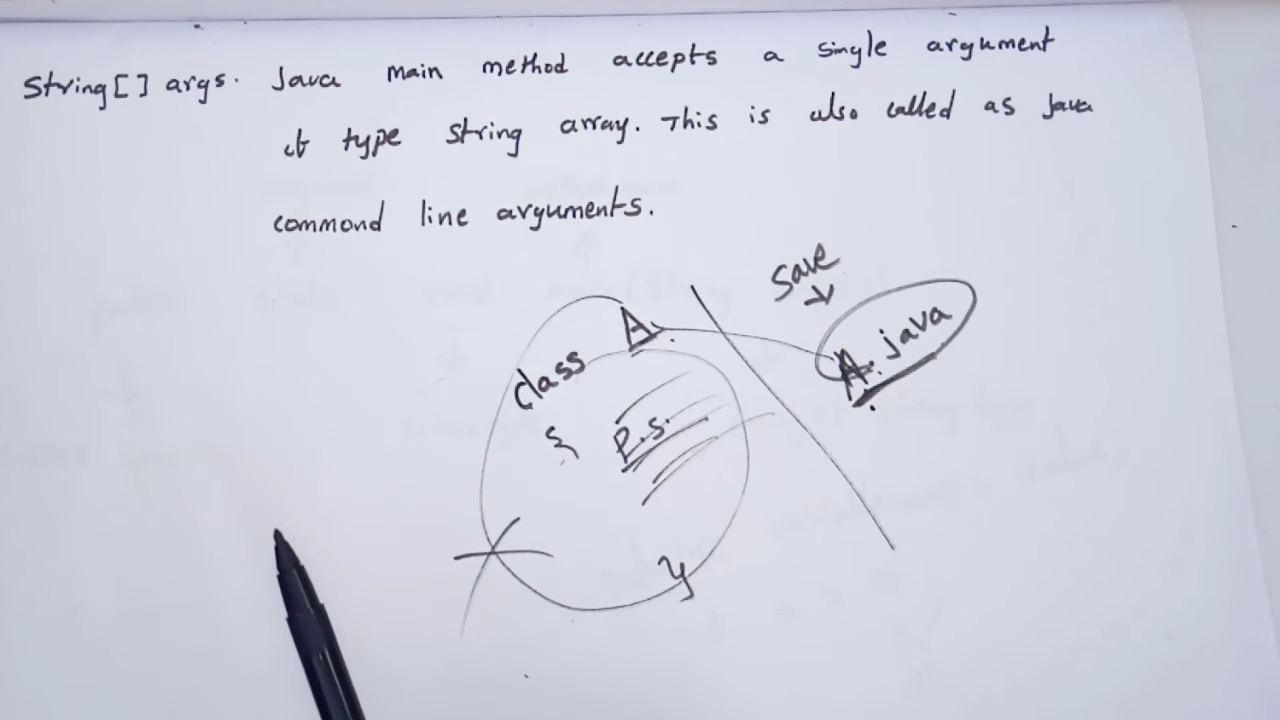 String[] args. Java main method accepts a single argument
of type string array. This is also called as Java
commond line arguments.
Save
class A.
A.java
{ P.S.
}